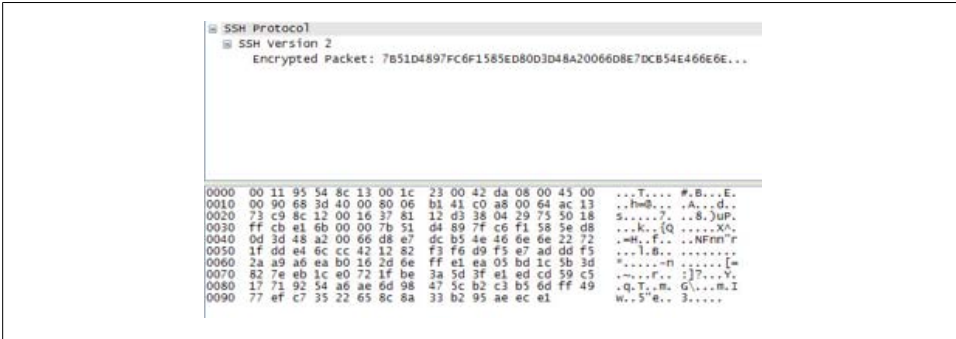 SSH Protocol
SSH Version 2
Encrypted Packet: 7B51D4897FC6F1585ED80D3D48A20066D8E7DCB54E466E6E...
0000 00 11 95 54 8c 13 00 1c 23 00 42 da 08 00 45 00 ...T.... #.B...E.
0010 00 90 68 3d 40 00 80 06 b1 41 c0 a8 00 64 ac 13 ..h=@... .A...d..
0020 73 c9 8c 12 00 16 37 81 12 d3 38 04 29 75 50 18 s.....7. ..8.)uP.
0030 ff cb e1 6b 00 00 7b 51 d4 89 7f c6 f1 58 5e d8 ...k..{Q .....X^.
0040 0d 3d 48 a2 00 66 d8 e7 dc b5 4e 46 6e 6e 22 72 .=H..f.. ..NFnn"r
0050 1f dd e4 6c cc 42 12 82 f3 f6 d9 f5 e7 ad dd f5 ...l.B.. ........
0060 2a a9 a6 ea b0 16 2d 6e ff e1 ea 05 bd 1c 5b 3d *.....-n ......[=
0070 82 7e eb 1c e0 72 1f be 3a 5d 3f e1 ed cd 59 c5 .~...r.. :]?...Y.
0080 17 71 92 54 a6 ae 6d 98 47 5c b2 c3 b5 6d ff 49 .q.T..m. G\...m.I
0090 77 ef c7 35 22 65 8c 8a 33 b2 95 ae ec e1 w..5"e.. 3.....